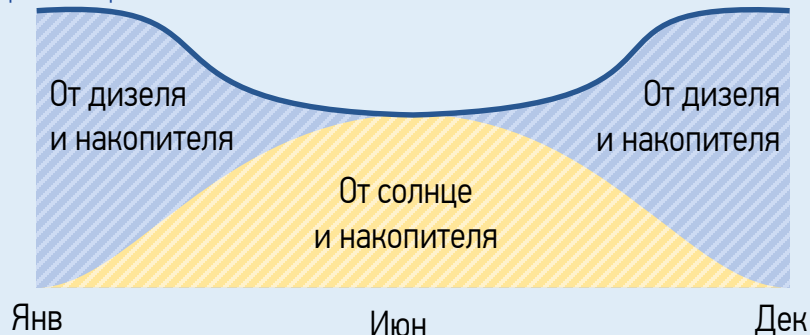 От дизеля
и накопителя
От дизеля
и накопителя
От солнце
и накопителя
Янв
Июн
Дек